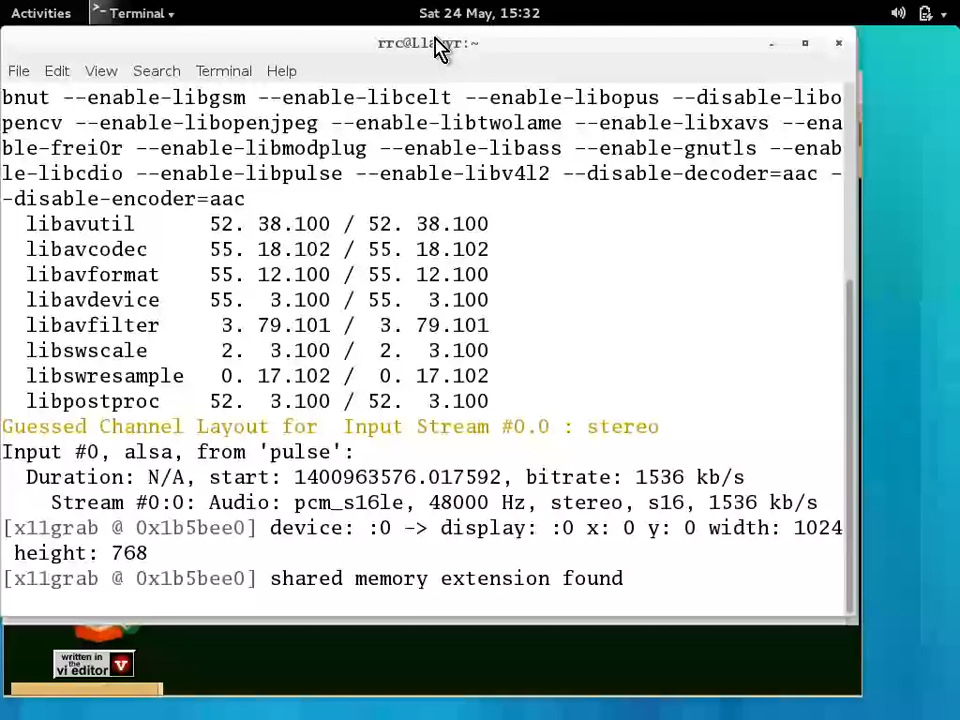 Activities Terminal Sat 24 May, 15:32
File Edit View Search Terminal Help
bnut --enable-libgsm --enable-libcelt --enable-libopus --disable-libo
pencv --enable-libopenjpeg --enable-libtwolame --enable-libxavs --ena
ble-frei0r --enable-libmodplug --enable-libass --enable-gnutls --enab
le-libcdio --enable-libpulse --enable-libv4l2 --disable-decoder=aac -
-disable-encoder=aac
libavutil 52. 38.100 / 52. 38.100
libavcodec 55. 18.102 / 55. 18.102
libavformat 55. 12.100 / 55. 12.100
libavdevice 55. 3.100 / 55. 3.100
libavfilter 3. 79.101 / 3. 79.101
libswscale 2. 3.100 / 2. 3.100
libswresample 0. 17.102 / 0. 17.102
libpostproc 52. 3.100 / 52. 3.100
Guessed Channel Layout for Input Stream #0.0 : stereo
Input #0, alsa, from 'pulse':
Duration: N/A, start: 1400963576.017592, bitrate: 1536 kb/s
Stream #0:0: Audio: pcm_s16le, 48000 Hz, stereo, s16, 1536 kb/s
[x11grab @ 0x1b5bee0] device: :0 -> display: :0 x: 0 y: 0 width: 1024
height: 768
[x11grab @ 0x1b5bee0] shared memory extension found
written in
the
vi editor v